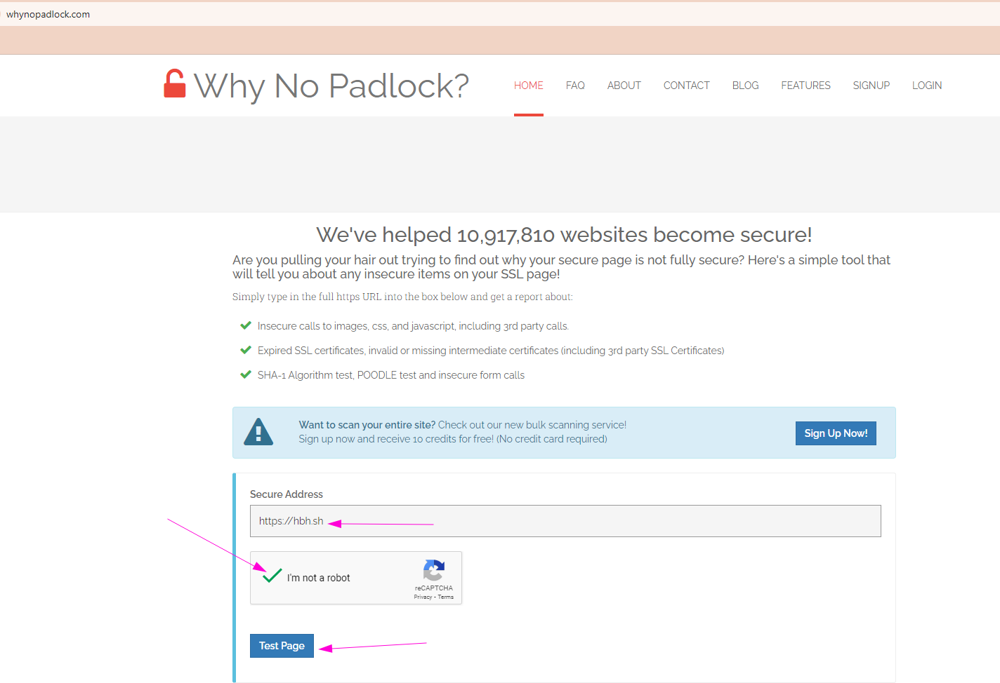 whynopadlock.com
Why No Padlock?
HOME FAQ ABOUT CONTACT BLOG FEATURES SIGNUP LOGIN
We've helped 10,917,810 websites become secure!
Are you pulling your hair out trying to find out why your secure page is not fully secure? Here's a simple tool that
will tell you about any insecure items on your SSL page!
Simply type in the full https URL into the box below and get a report about:
Insecure calls to images, css, and javascript, including 3rd party calls.
Expired SSL certificates, invalid or missing intermediate certificates (including 3rd party SSL Certificates)
SHA-1 Algorithm test, POODLE test and insecure form calls
Want to scan your entire site? Check out our new bulk scanning service!
Sign up now and receive 10 credits for free! (No credit card required)
Sign Up Now!
Secure Address
https://hbh.sh
I'm not a robot
reCAPTCHA
Privacy - Terms
Test Page